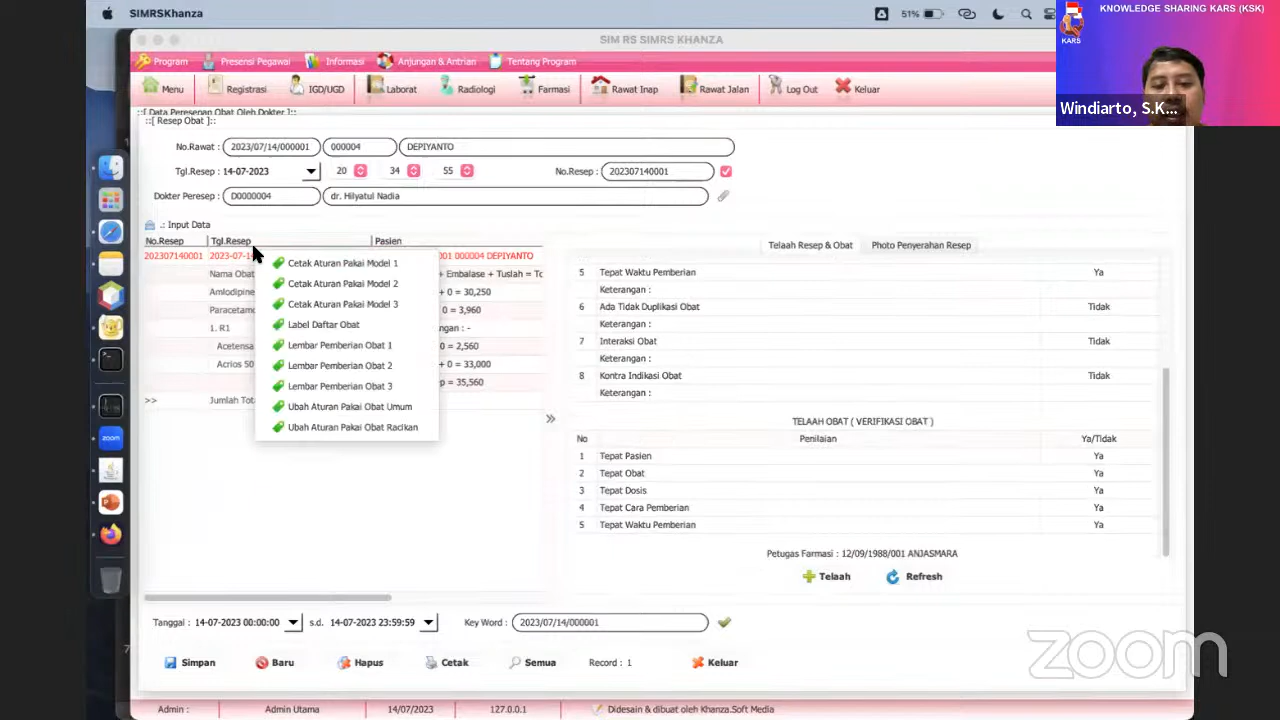 SIMRSKhanza
51%
KNOWLEDGE SHARING KARS (KSK)
KARS
Windiarto, S.K...
SIM RS SIMRS KHANZA
Program Presensi Pegawai Informasi Anjungan & Antrian Tentang Program
Menu Registrasi IGD/UGD Laborat Radiologi Farmasi Rawat Inap Rawat Jalan Log Out Keluar
::[ Data Peresepan Obat Oleh Dokter ]::
::[ Resep Obat ]::
No.Rawat : 2023/07/14/000001 000004 DEPIYANTO
Tgl.Resep : 14-07-2023 20 34 55 No.Resep : 202307140001
Dokter Peresep : D0000004 dr. Hilyatul Nadia
.: Input Data
No.Resep Tgl.Resep Pasien
202307140001 2023-07-1 001 000004 DEPIYANTO
Nama Obat + Embalase + Tuslah = To
Amlodipine + 0 = 30,250
Paracetamo 0 = 3,960
1. R1 ngan : -
Acetensa 0 = 2,560
Acrios 50 + 0 = 33,000
p = 35,560
>> Jumlah Tot
Cetak Aturan Pakai Model 1
Cetak Aturan Pakai Model 2
Cetak Aturan Pakai Model 3
Label Daftar Obat
Lembar Pemberian Obat 1
Lembar Pemberian Obat 2
Lembar Pemberian Obat 3
Ubah Aturan Pakai Obat Umum
Ubah Aturan Pakai Obat Racikan
Telaah Resep & Obat Photo Penyerahan Resep
5 Tepat Waktu Pemberian Ya
Keterangan :
6 Ada Tidak Duplikasi Obat Tidak
Keterangan :
7 Interaksi Obat Tidak
Keterangan :
8 Kontra Indikasi Obat Tidak
Keterangan :
TELAAH OBAT ( VERIFIKASI OBAT )
No Penilaian Ya/Tidak
1 Tepat Pasien Ya
2 Tepat Obat Ya
3 Tepat Dosis Ya
4 Tepat Cara Pemberian Ya
5 Tepat Waktu Pemberian Ya
Petugas Farmasi : 12/09/1988/001 ANJASMARA
Telaah Refresh
Tanggal : 14-07-2023 00:00:00 s.d. 14-07-2023 23:59:59 Key Word : 2023/07/14/000001
Simpan Baru Hapus Cetak Semua Record : 1 Keluar
zoom
Admin : Admin Utama 14/07/2023 127.0.0.1 Didesain & dibuat oleh Khanza.Soft Media
zoom